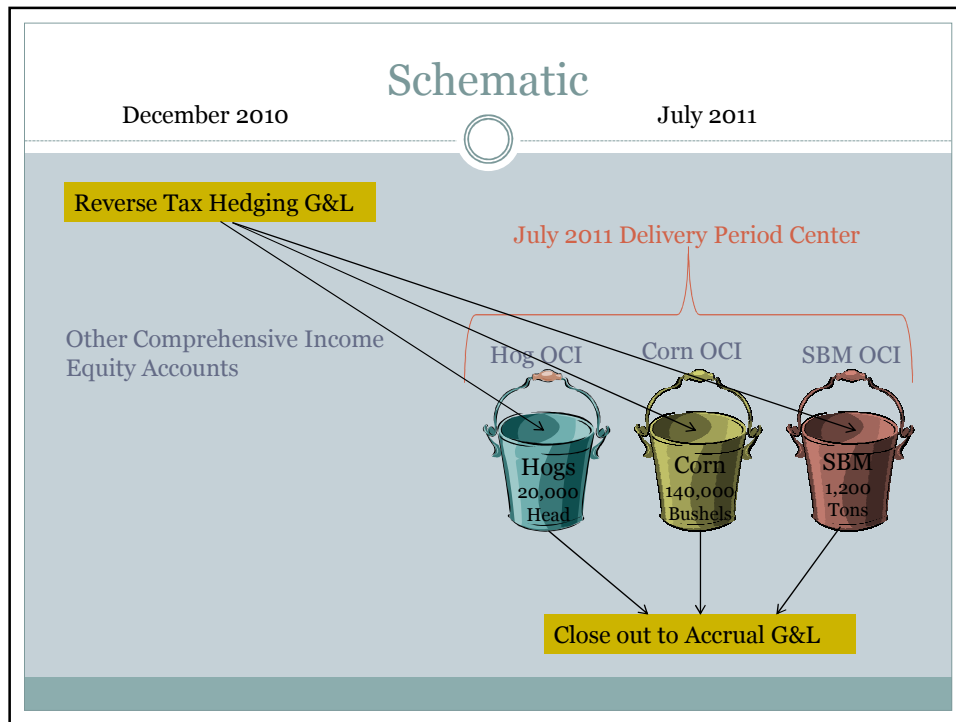 Schematic
December 2010
July 2011
Reverse Tax Hedging G&L
July 2011 Delivery Period Center
Other Comprehensive Income
Equity Accounts
Hog OCI
Corn OCI
SBM OCI
Hogs
20,000
Head
Corn
140,000
Bushels
SBM
1,200
Tons
Close out to Accrual G&L